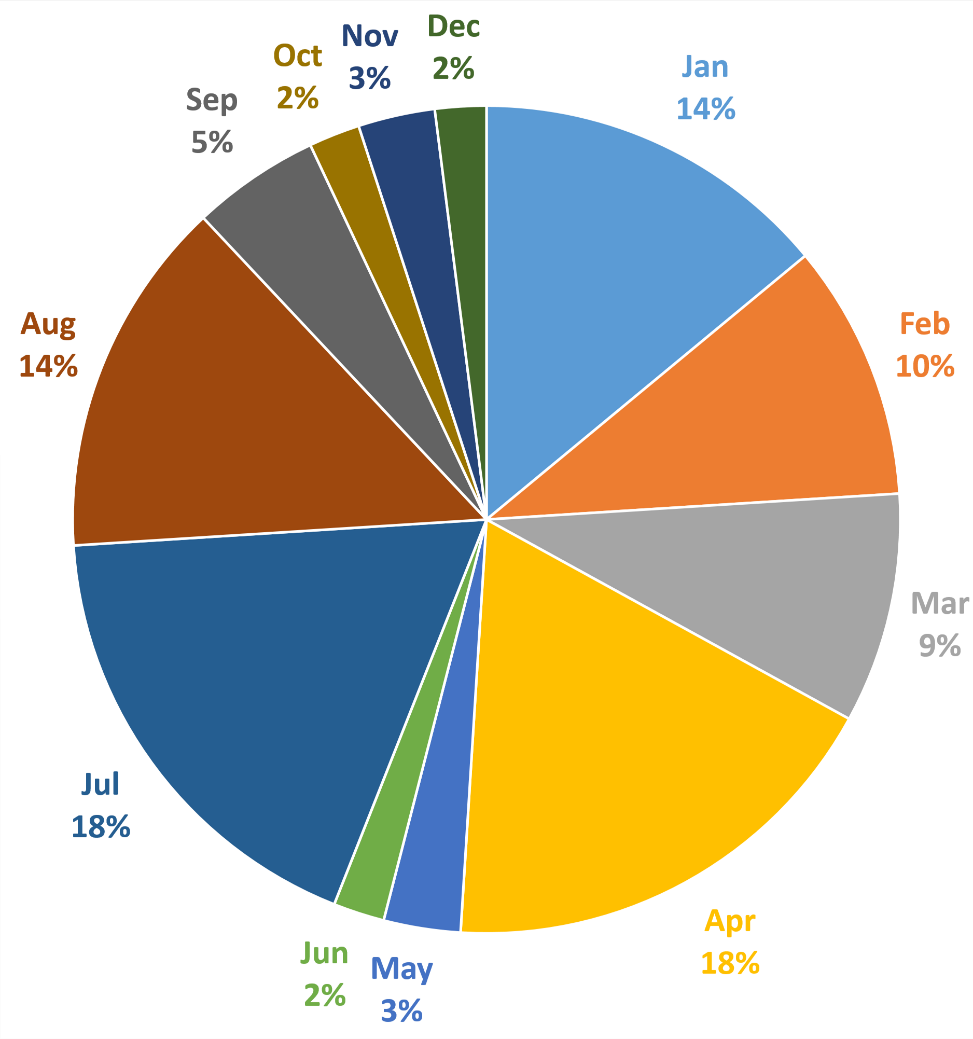 Jan
14%
Feb
10%
Mar
9%
Apr
18%
May
3%
Jun
2%
Jul
18%
Aug
14%
Sep
5%
Oct
2%
Nov
3%
Dec
2%